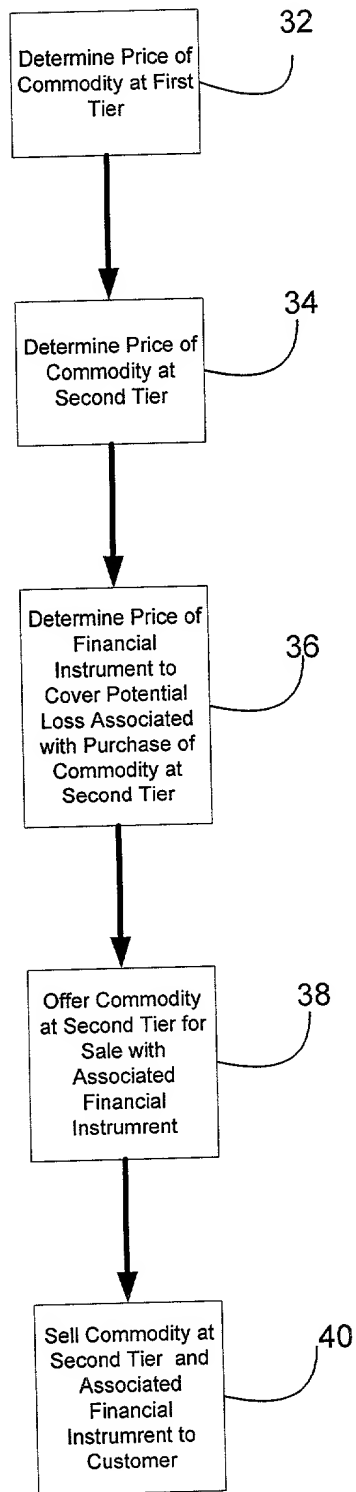 32
Determine Price of
Commodity at First
Tier
34
Determine Price of
Commodity at
Second Tier
Determine Price of
Financial
Instrument to
Cover Potential
Loss Associated
with Purchase of
Commodity at
Second Tier
36
Offer Commodity
at Second Tier for
Sale with
Associated
Financial
Instrumrent
38
Sell Commodity at
Second Tier and
Associated
Financial
Instrumrent to
Customer
40